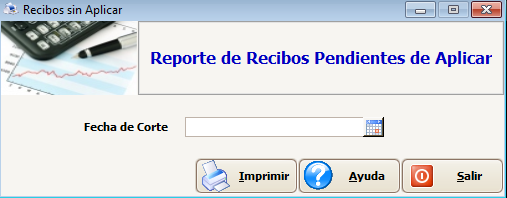 Recibos sin Aplicar
Reporte de Recibos Pendientes de Aplicar
Fecha de Corte
Imprimir
Ayuda
Salir